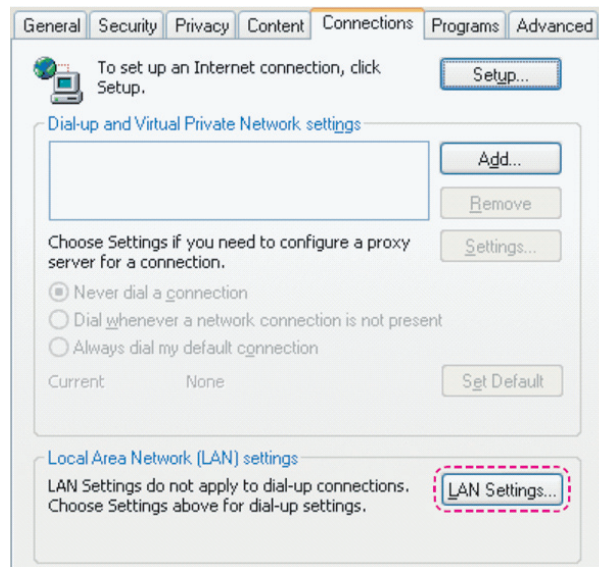 General Security Privacy Content Connections Programs Advanced
To set up an Internet connection, click
Setup.
Setup...
Dial-up and Virtual Private Network settings
Add...
Remove
Choose Settings if you need to configure a proxy
server for a connection.
Settings...
Never dial a connection
Dial whenever a network connection is not present
Always dial my default connection
Current None Set Default
Local Area Network (LAN) settings
LAN Settings do not apply to dial-up connections.
Choose Settings above for dial-up settings.
LAN Settings...